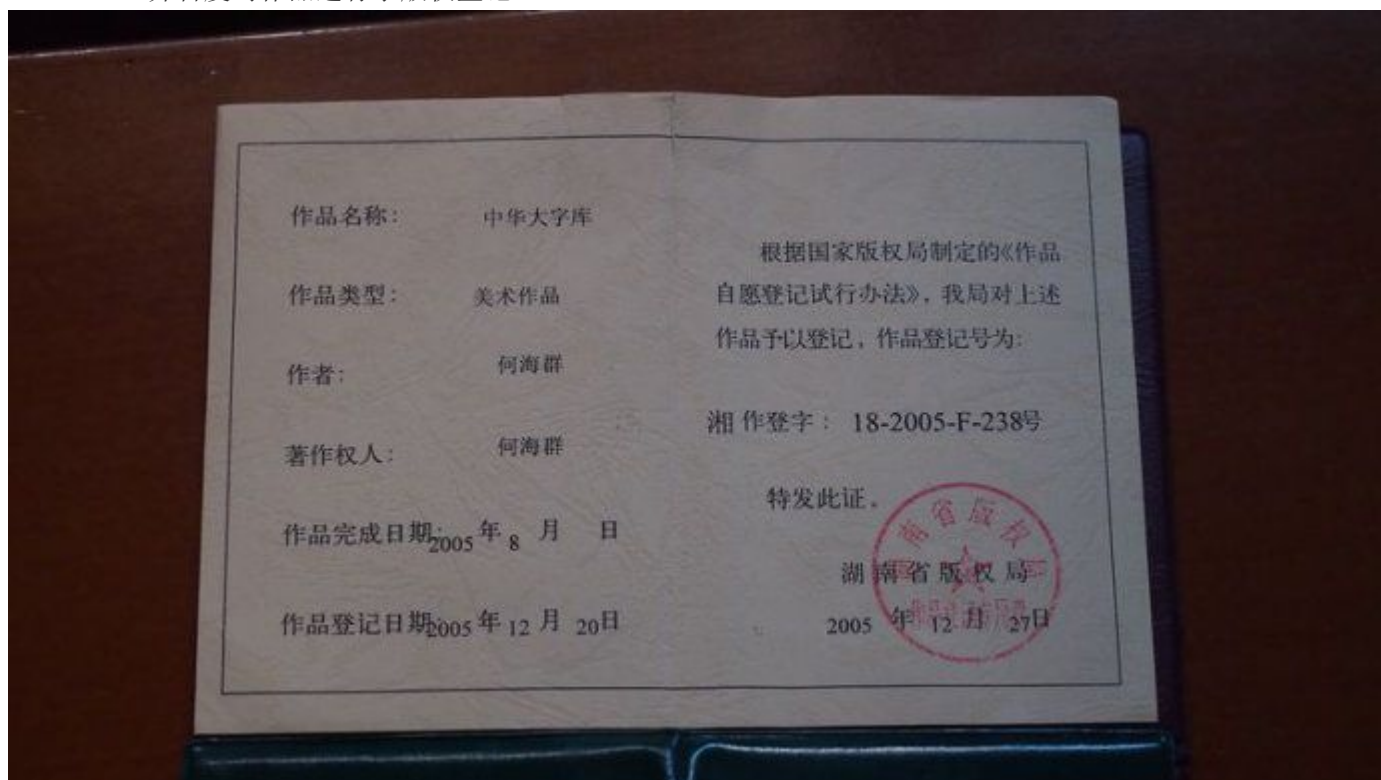 作品名称: 中华大字库
作品类型: 美术作品
作者: 何海群
著作权人: 何海群
作品完成日期: 2005 年 8 月 日
作品登记日期: 2005 年 12 月 20日
根据国家版权局制定的《作品
自愿登记试行办法》, 我局对上述
作品予以登记, 作品登记号为:
湘 作登字: 18-2005-F-238号
特发此证。
湖南省版权局
2005 年 12 月 27日
湖南省版权局